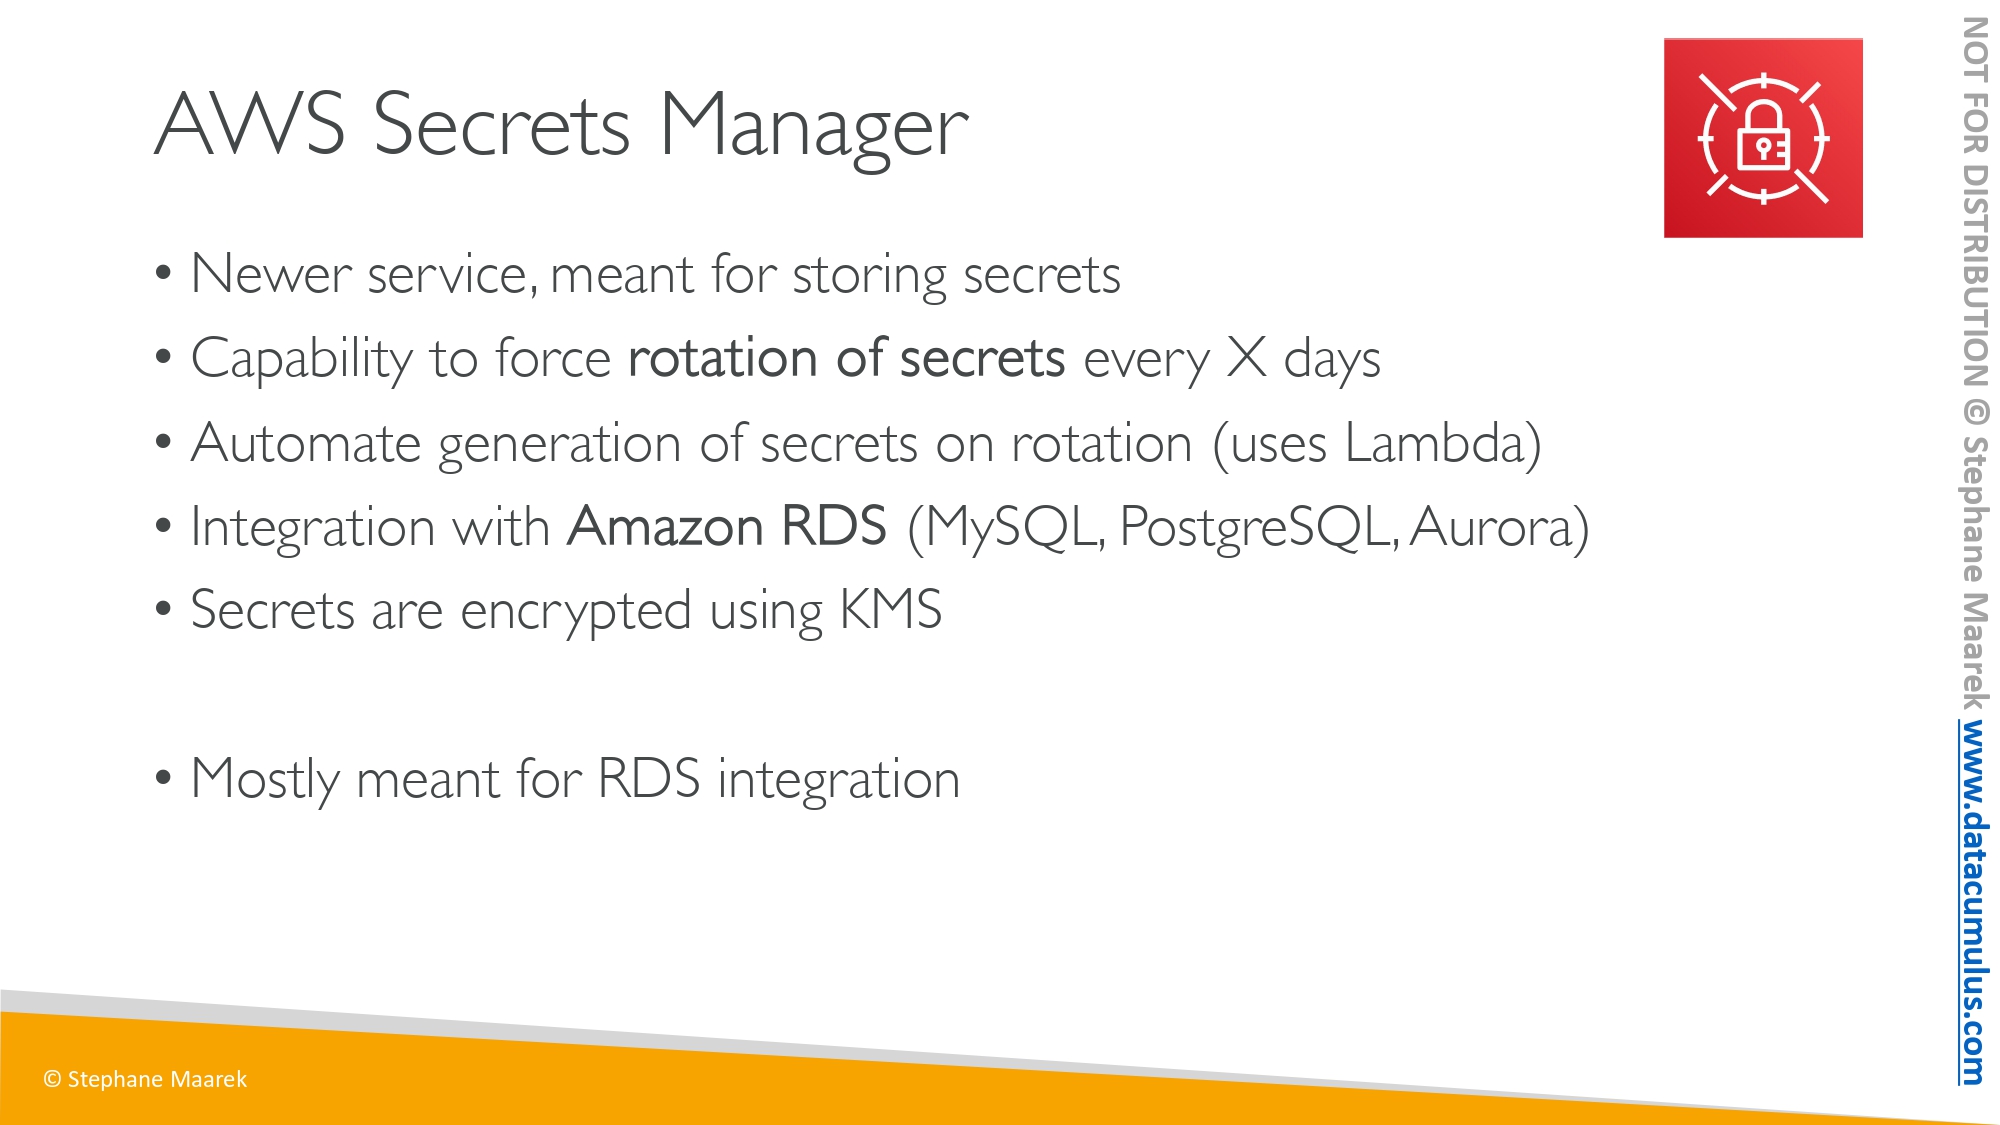 AWS Secrets Manager
• Newer service, meant for storing secrets
• Capability to force rotation of secrets every X days
• Automate generation of secrets on rotation (uses Lambda)
• Integration with Amazon RDS (MySQL, PostgreSQL, Aurora)
• Secrets are encrypted using KMS
• Mostly meant for RDS integration
© Stephane Maarek
NOT FOR DISTRIBUTION © Stephane Maarek www.datacumulus.com